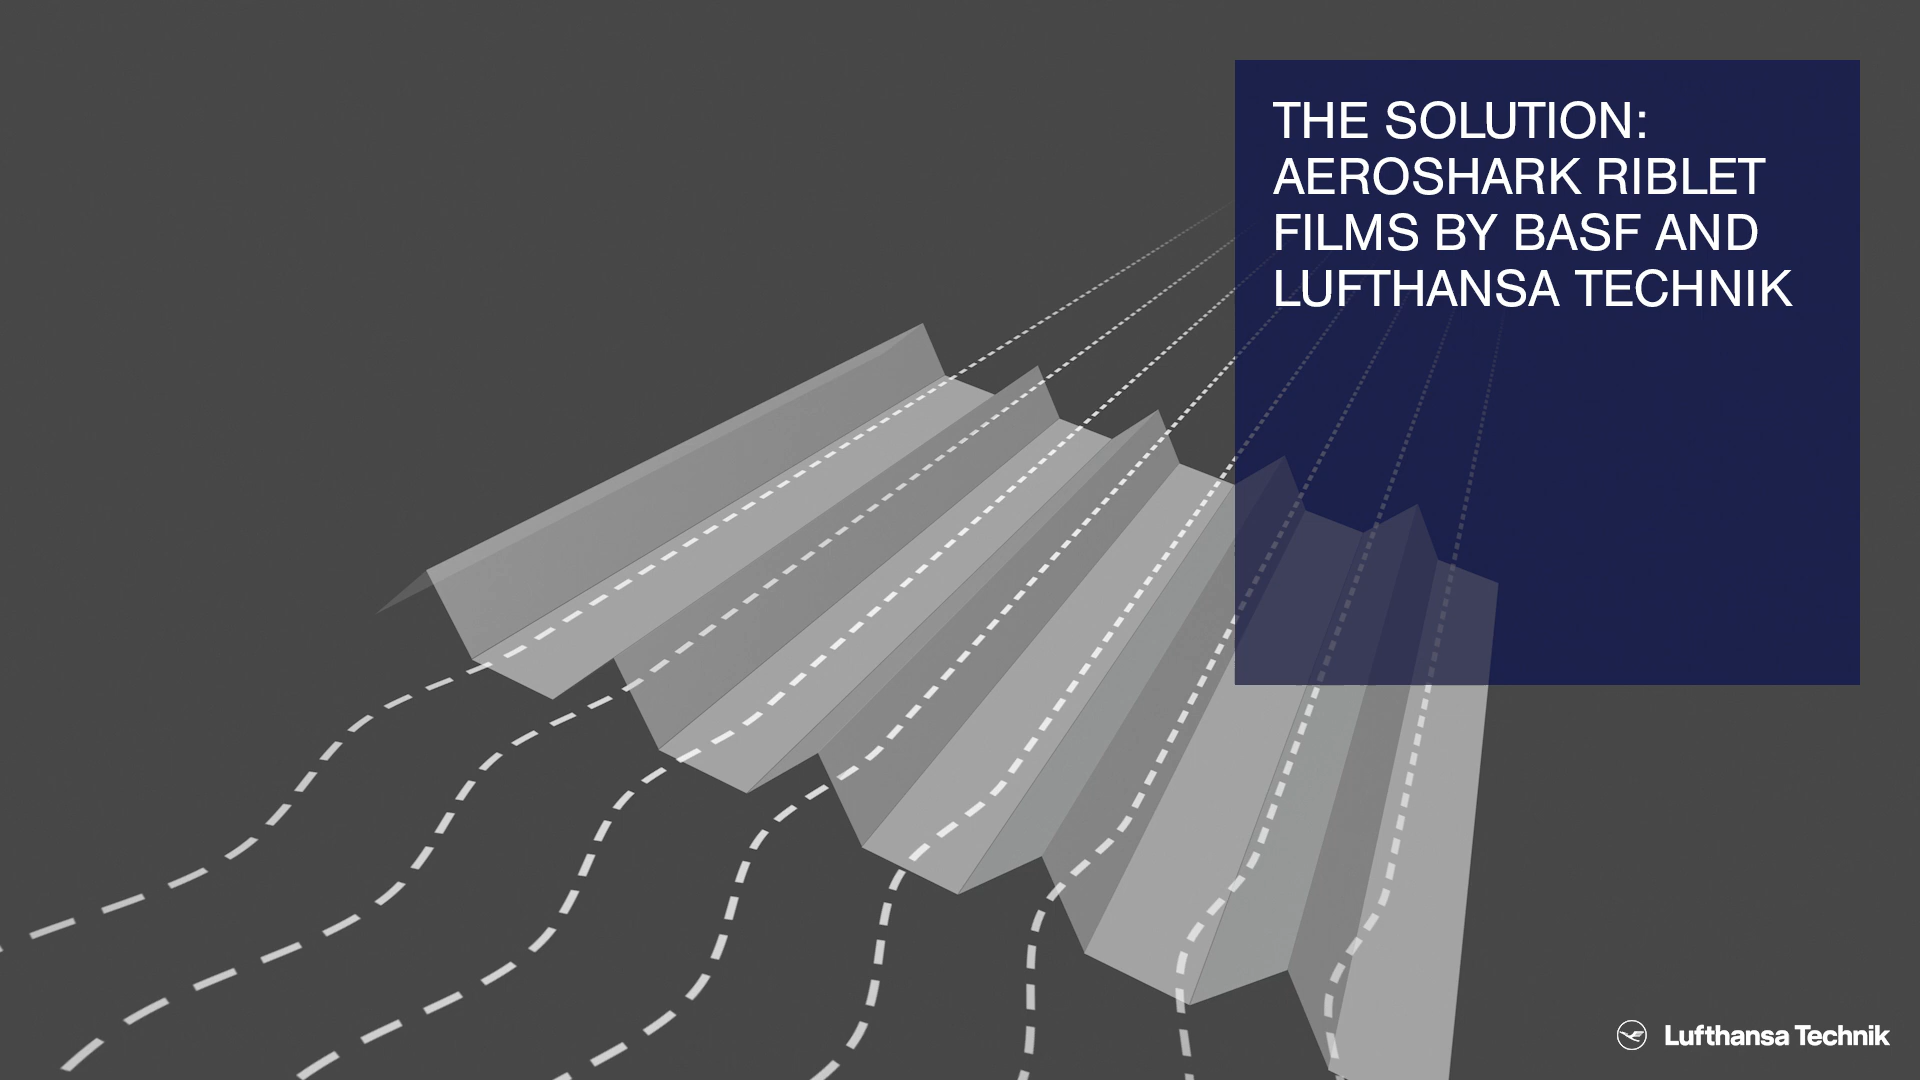 THE SOLUTION:
AEROSHARK RIBLET
FILMS BY BASF AND
LUFTHANSA TECHNIK
Lufthansa Technik